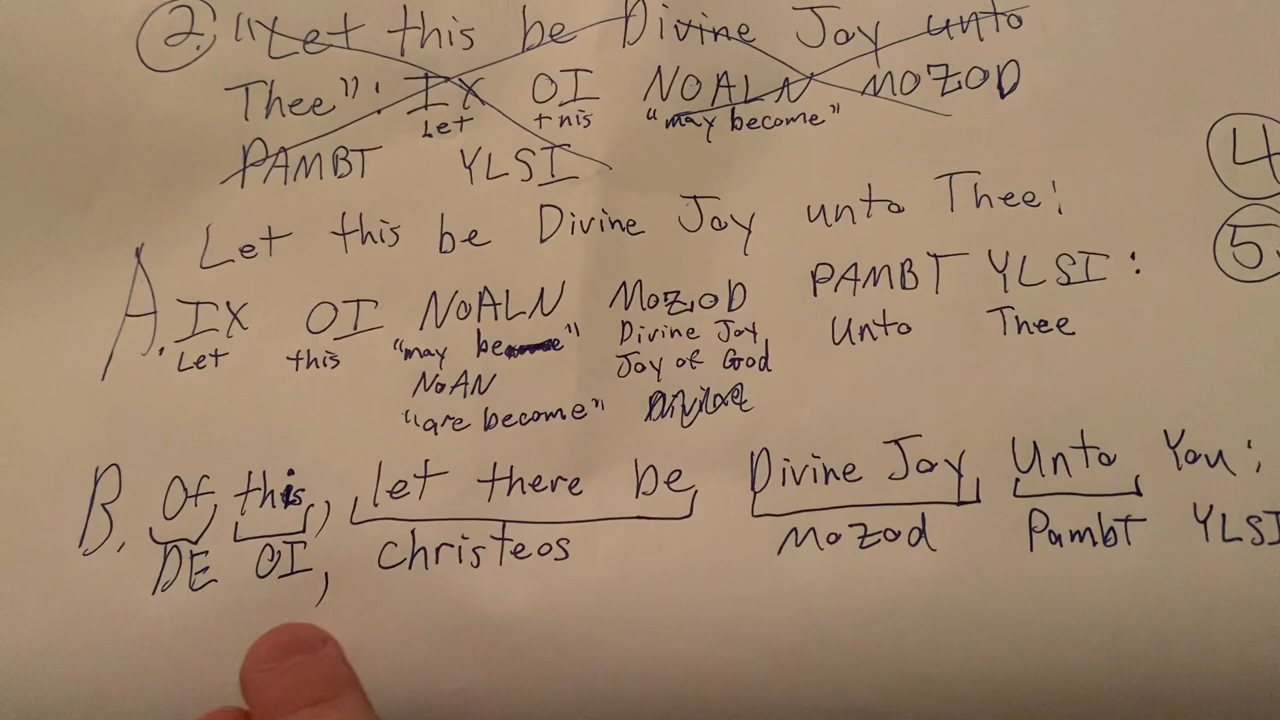 2. "Let this be Divine Joy unto
Thee": IX OI NOALN MOZOD
Let this "may become"
PAMBT YLSI
Let this be Divine Joy unto Thee:
A. IX OI NOALN MOZOD PAMBT YLSI:
Let this "may be" Divine Joy Unto Thee
NOAN Joy of God
"are become"
B. Of this, let there be Divine Joy Unto You:
DE OI, Christeos Mozod Pambt YLSI
4
5.